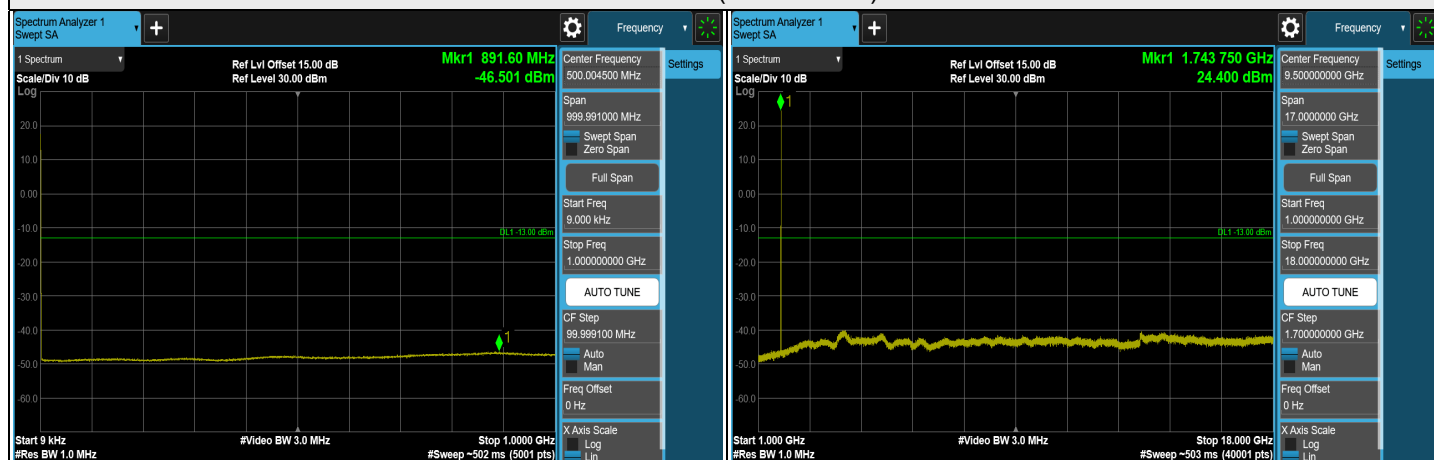 Spectrum Analyzer 1
Swept SA
+
Frequency
1 Spectrum
Scale/Div 10 dB
Log
Ref Lvl Offset 15.00 dB
Ref Level 30.00 dBm
Mkr1 891.60 MHz
-46.501 dBm
20.0
10.0
0.00
-10.0
-20.0
-30.0
-40.0
-50.0
-60.0
DL1 -13.00 dBm
1
Start 9 kHz
#Res BW 1.0 MHz
#Video BW 3.0 MHz
Stop 1.0000 GHz
#Sweep ~502 ms (5001 pts)
Center Frequency
500.004500 MHz
Span
999.991000 MHz
Swept Span
Zero Span
Full Span
Start Freq
9.000 kHz
Stop Freq
1.000000000 GHz
AUTO TUNE
CF Step
99.999100 MHz
Auto
Man
Freq Offset
0 Hz
X Axis Scale
Log
Lin
Settings
Spectrum Analyzer 1
Swept SA
+
Frequency
1 Spectrum
Scale/Div 10 dB
Log
Ref Lvl Offset 15.00 dB
Ref Level 30.00 dBm
Mkr1 1.743 750 GHz
24.400 dBm
1
20.0
10.0
0.00
-10.0
-20.0
-30.0
-40.0
-50.0
-60.0
DL1 -13.00 dBm
Start 1.000 GHz
#Res BW 1.0 MHz
#Video BW 3.0 MHz
Stop 18.000 GHz
#Sweep ~503 ms (40001 pts)
Center Frequency
9.500000000 GHz
Span
17.0000000 GHz
Swept Span
Zero Span
Full Span
Start Freq
1.000000000 GHz
Stop Freq
18.000000000 GHz
AUTO TUNE
CF Step
1.700000000 GHz
Auto
Man
Freq Offset
0 Hz
X Axis Scale
Log
Lin
Settings